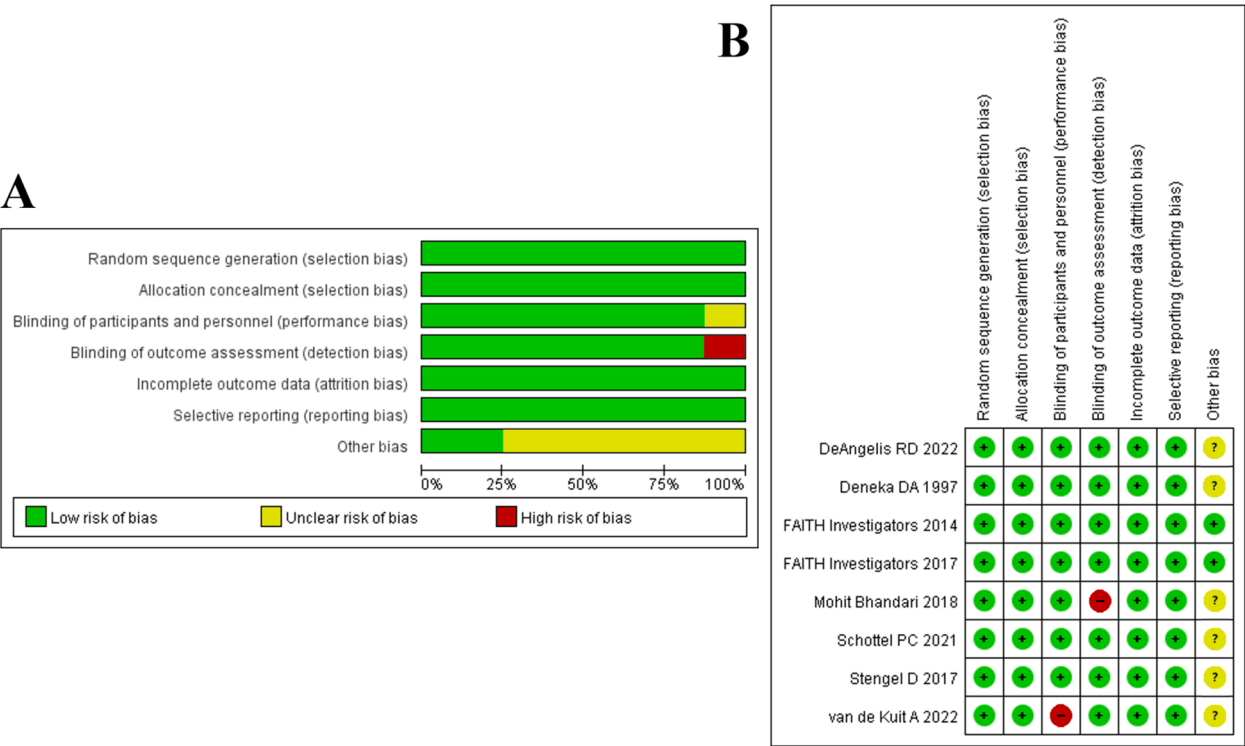 A
Random sequence generation (selection bias)
Allocation concealment (selection bias)
Blinding of participants and personnel (performance bias)
Blinding of outcome assessment (detection bias)
Incomplete outcome data (attrition bias)
Selective reporting (reporting bias)
Other bias
0% 25% 50% 75% 100%
Low risk of bias Unclear risk of bias High risk of bias
B
Random sequence generation (selection bias)
Allocation concealment (selection bias)
Blinding of participants and personnel (performance bias)
Blinding of outcome assessment (detection bias)
Incomplete outcome data (attrition bias)
Selective reporting (reporting bias)
Other bias
DeAngelis RD 2022 + + + + + + ?
Deneka DA 1997 + + + + + + ?
FAITH Investigators 2014 + + + + + + +
FAITH Investigators 2017 + + + + + + +
Mohit Bhandari 2018 + + + − + + ?
Schottel PC 2021 + + + + + + ?
Stengel D 2017 + + + + + + ?
van de Kuit A 2022 + + − + + + ?